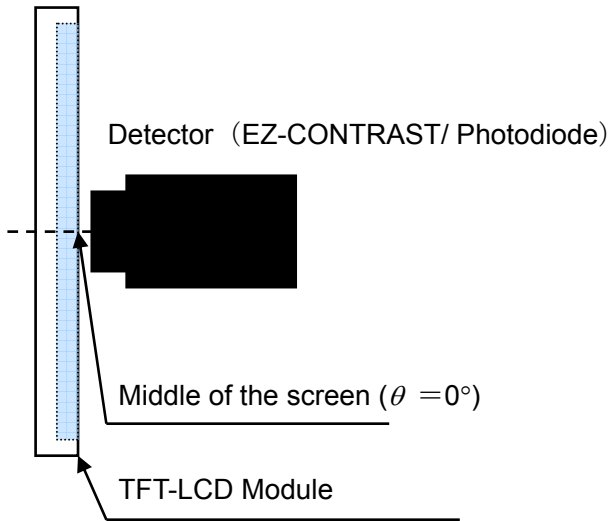 Detector（EZ-CONTRAST/ Photodiode）
Middle of the screen (θ ＝0°)
TFT-LCD Module